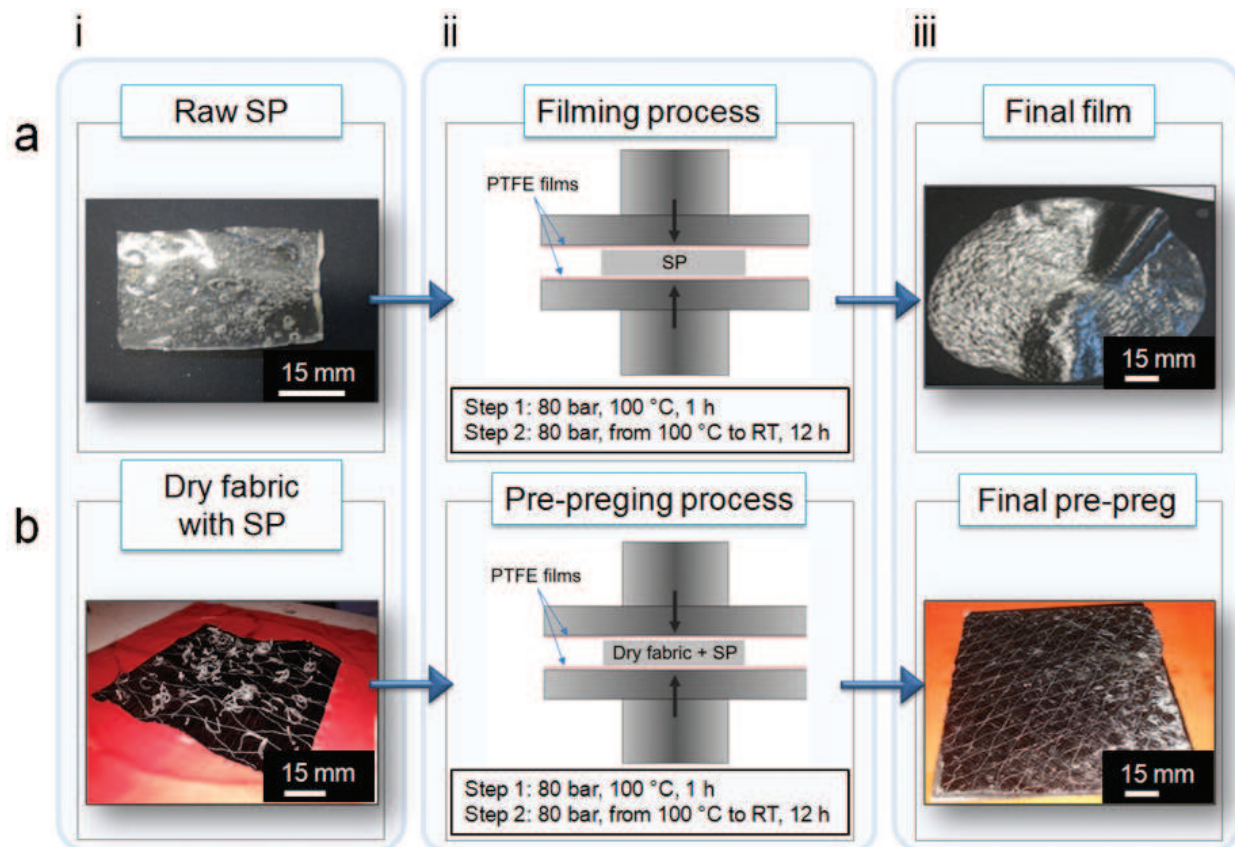 i
ii
iii
a
Raw SP
Filming process
Final film
PTFE films
SP
15 mm
15 mm
Step 1: 80 bar, 100 °C, 1 h
Step 2: 80 bar, from 100 °C to RT, 12 h
b
Dry fabric
with SP
Pre-preging process
Final pre-preg
PTFE films
Dry fabric + SP
15 mm
15 mm
Step 1: 80 bar, 100 °C, 1 h
Step 2: 80 bar, from 100 °C to RT, 12 h